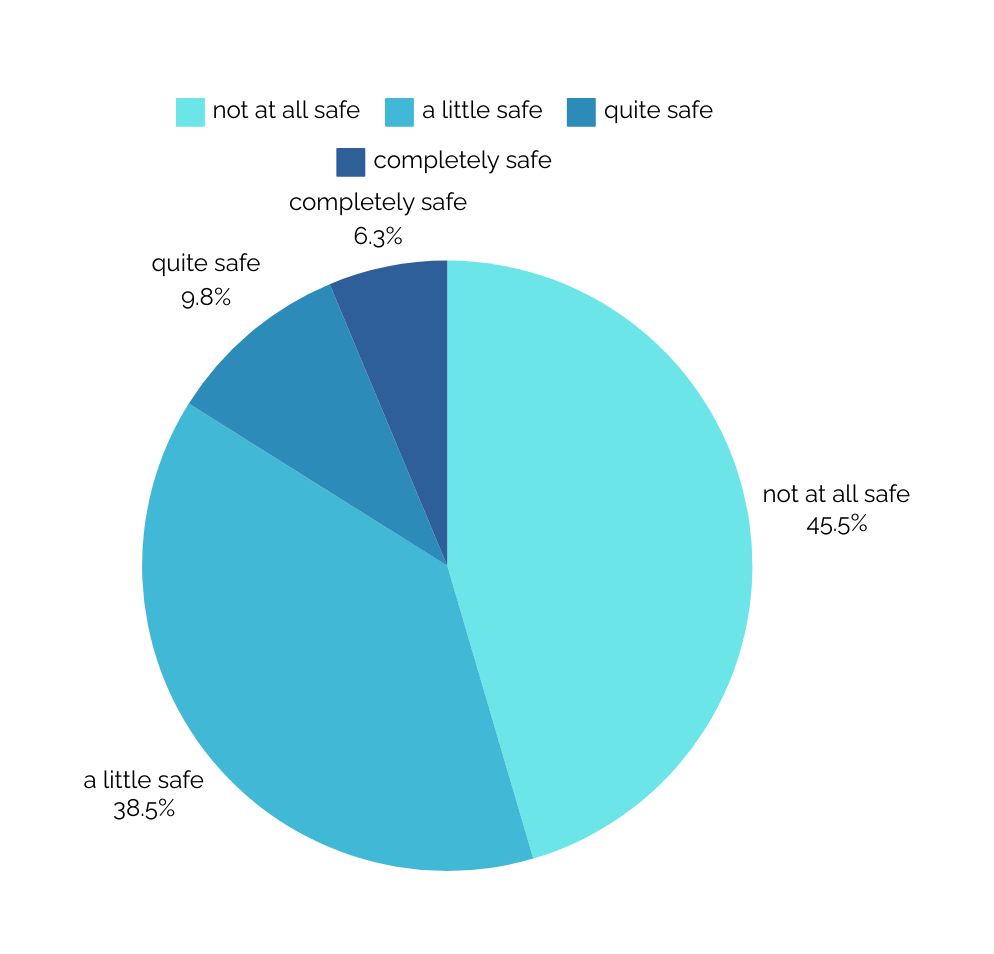 not at all safe a little safe quite safe
completely safe
completely safe
6.3%
quite safe
9.8%
not at all safe
45.5%
a little safe
38.5%